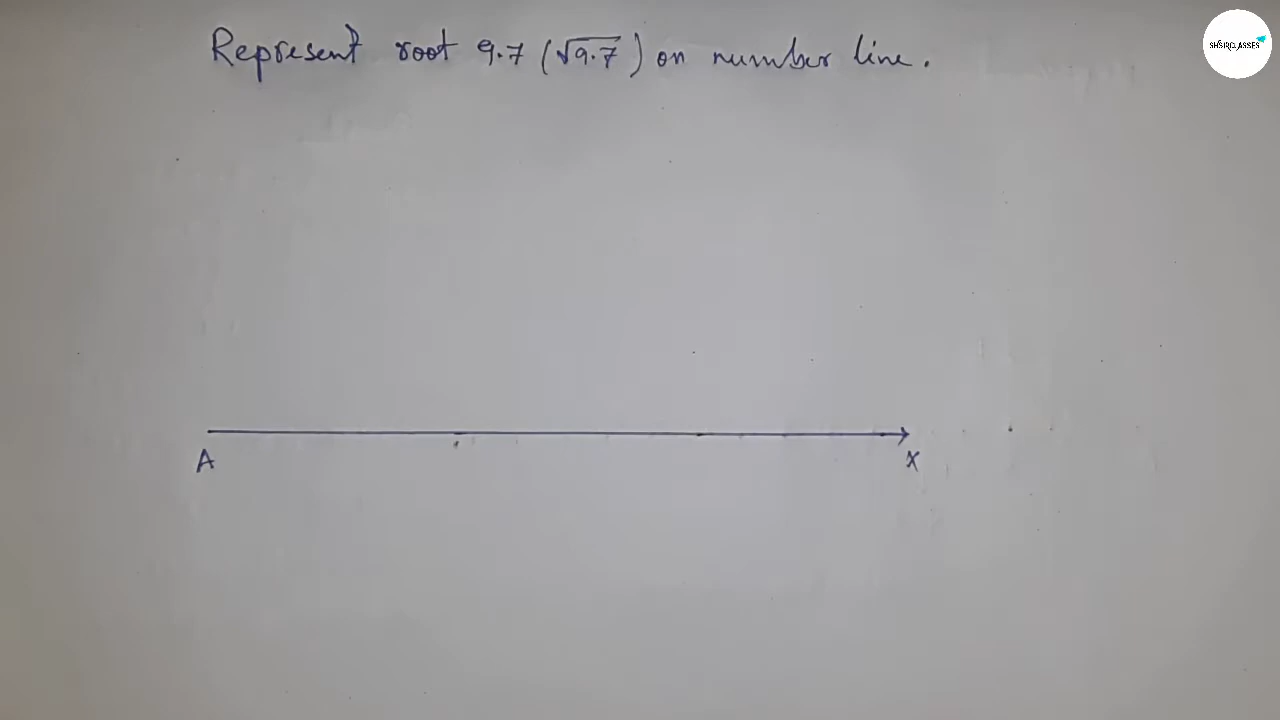 Represent root 9.7 (√9.7) on number line.
SHSIRCLASSES
A
X